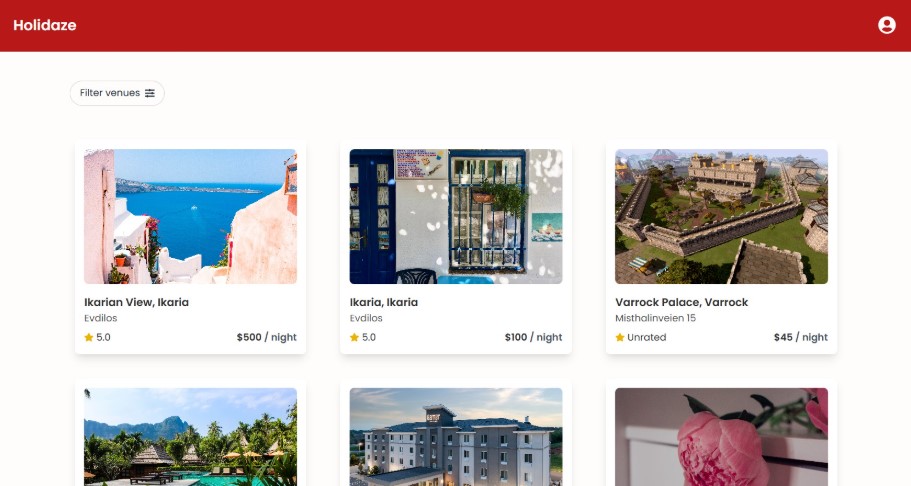 Holidaze
Filter venues
Ikarian View, Ikaria
Evdilos
5.0 $500 / night
Ikaria, Ikaria
Evdilos
5.0 $100 / night
Varrock Palace, Varrock
Misthalinveien 15
Unrated $45 / night